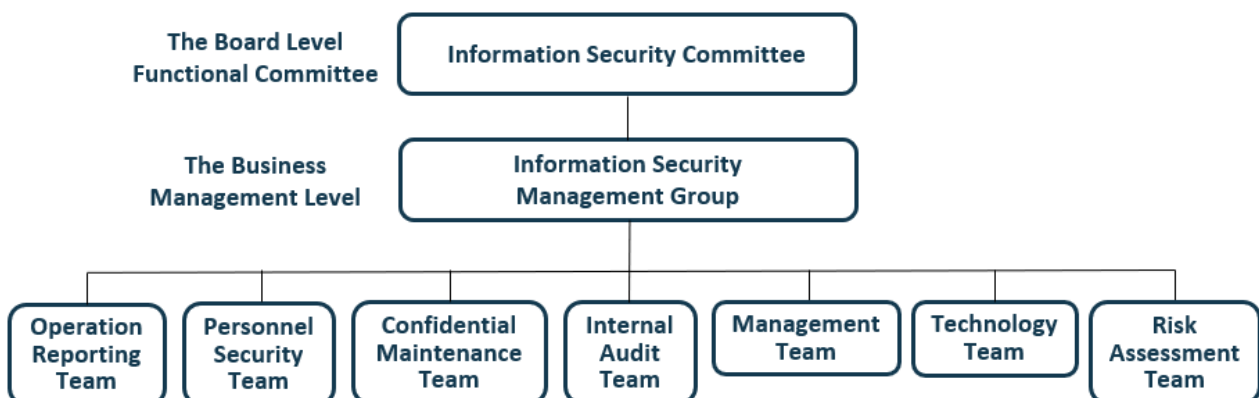 The Board Level
Functional Committee
Information Security Committee
The Business
Management Level
Information Security
Management Group
Operation
Reporting
Team
Personnel
Security
Team
Confidential
Maintenance
Team
Internal
Audit
Team
Management
Team
Technology
Team
Risk
Assessment
Team